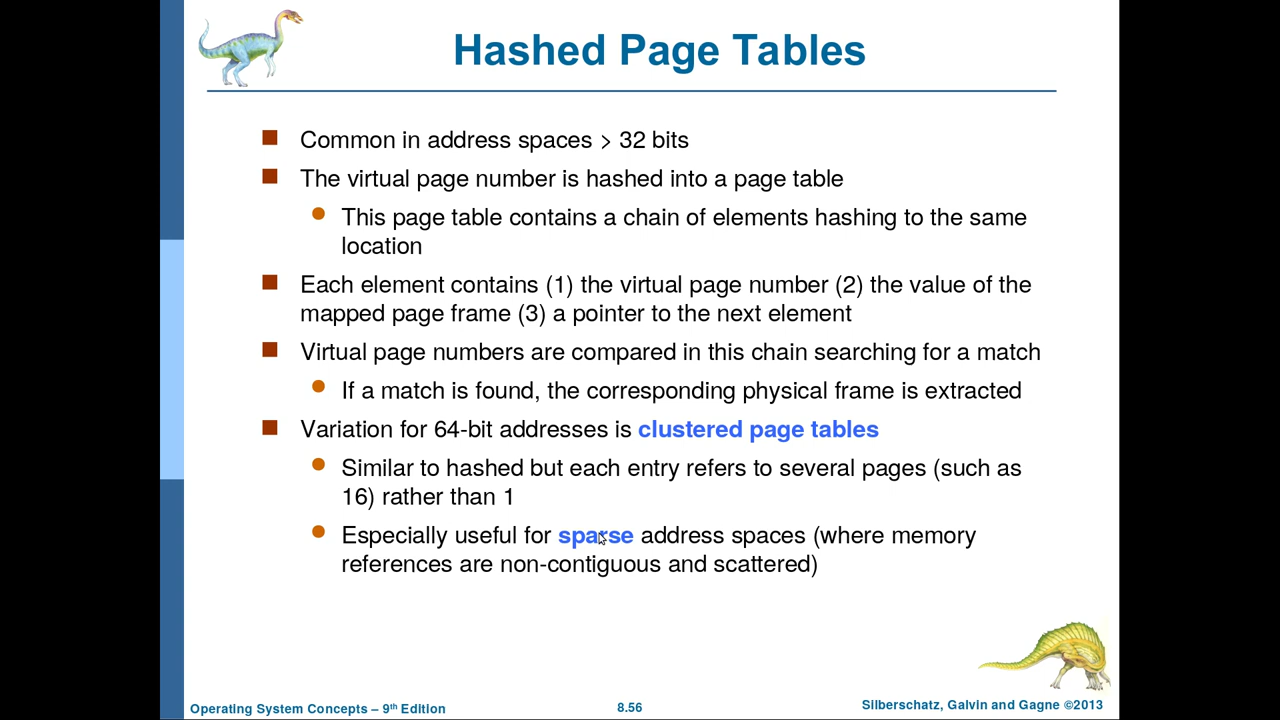 Hashed Page Tables
Common in address spaces > 32 bits
The virtual page number is hashed into a page table
This page table contains a chain of elements hashing to the same
location
Each element contains (1) the virtual page number (2) the value of the
mapped page frame (3) a pointer to the next element
Virtual page numbers are compared in this chain searching for a match
If a match is found, the corresponding physical frame is extracted
Variation for 64-bit addresses is clustered page tables
Similar to hashed but each entry refers to several pages (such as
16) rather than 1
Especially useful for sparse address spaces (where memory
references are non-contiguous and scattered)
Operating System Concepts – 9th Edition
8.56
Silberschatz, Galvin and Gagne ©2013